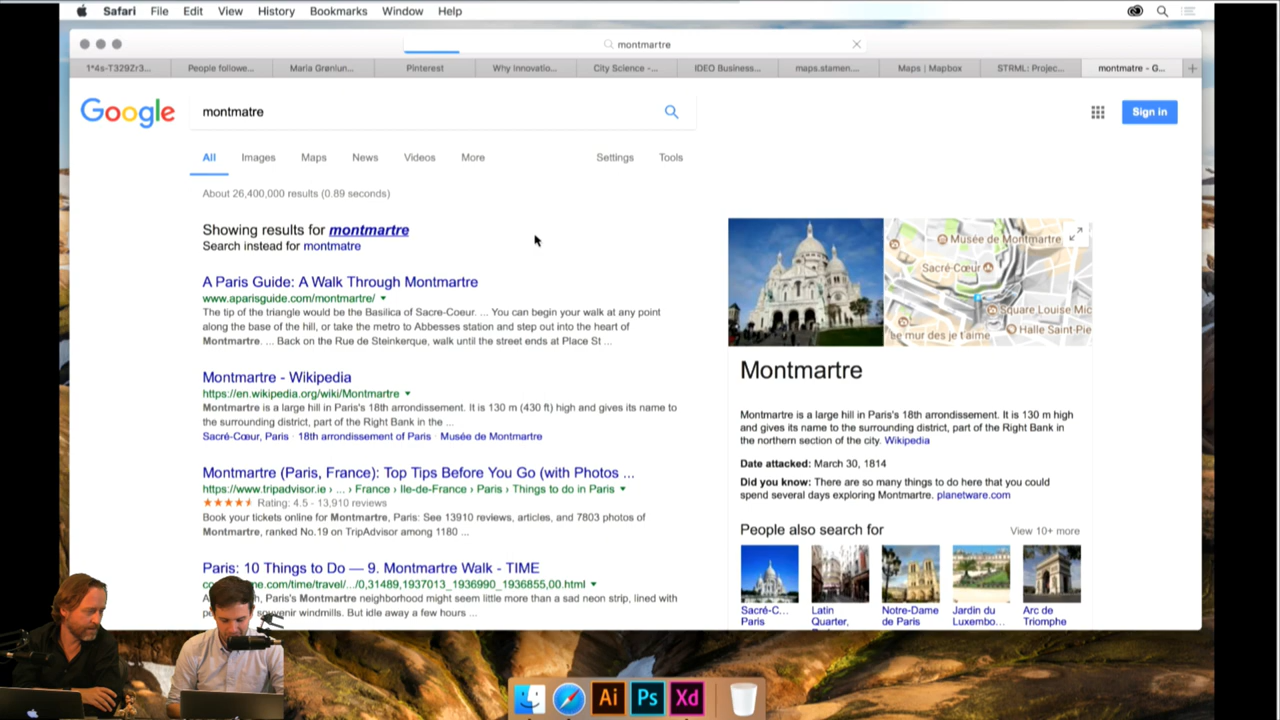 Safari File Edit View History Bookmarks Window Help
montmartre
1*4s-T329Zr3... People followe... Maria Grønlun... Pinterest Why Innovatio... City Science -... IDEO Business... maps.stamen.... Maps | Mapbox STRML: Projec... montmatre - G...
Google montmatre Sign in
All Images Maps News Videos More Settings Tools
About 26,400,000 results (0.89 seconds)
Showing results for montmartre
Search instead for montmatre
A Paris Guide: A Walk Through Montmartre
www.aparisguide.com/montmartre/
The tip of the triangle would be the Basilica of Sacre-Coeur. ... You can begin your walk at any point
along the base of the hill, or take the metro to Abbesses station and step out into the heart of
Montmartre. ... Back on the Rue de Steinkerque, walk until the street ends at Place St ...
Montmartre - Wikipedia
https://en.wikipedia.org/wiki/Montmartre
Montmartre is a large hill in Paris's 18th arrondissement. It is 130 m (430 ft) high and gives its name to
the surrounding district, part of the Right Bank in the ...
Sacré-Cœur, Paris · 18th arrondissement of Paris · Musée de Montmartre
Montmartre (Paris, France): Top Tips Before You Go (with Photos ...
https://www.tripadvisor.ie › ... › France › Ile-de-France › Paris › Things to do in Paris
Rating: 4.5 - 13,910 reviews
Book your tickets online for Montmartre, Paris: See 13910 reviews, articles, and 7803 photos of
Montmartre, ranked No.19 on TripAdvisor among 1180 ...
Paris: 10 Things to Do — 9. Montmartre Walk - TIME
me.com/time/travel/.../0,31489,1937013_1936990_1936855,00.html
h, Paris's Montmartre neighborhood might seem little more than a sad neon strip, lined with
souvenir windmills. But idle away a few hours ...
Musée de Montmartre
Sacré-Cœur
Square Louise Mic
Halle Saint-Pie
Le mur des je t'aime
Montmartre
Montmartre is a large hill in Paris's 18th arrondissement. It is 130 m high
and gives its name to the surrounding district, part of the Right Bank in
the northern section of the city. Wikipedia
Date attacked: March 30, 1814
Did you know: There are so many things to do here that you could
spend several days exploring Montmartre. planetware.com
People also search for View 10+ more
Sacré-C... Latin Notre-Dame Jardin du Arc de
Paris Quarter, de Paris Luxembo... Triomphe
Ai Ps Xd